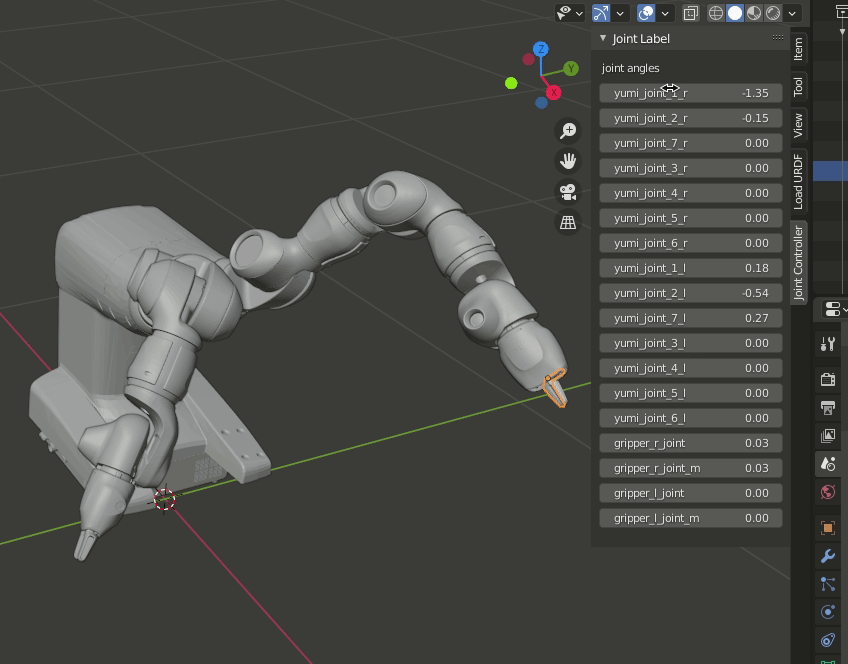 Joint Label
joint angles
yumi_joint_1_r -1.35
yumi_joint_2_r -0.15
yumi_joint_7_r 0.00
yumi_joint_3_r 0.00
yumi_joint_4_r 0.00
yumi_joint_5_r 0.00
yumi_joint_6_r 0.00
yumi_joint_1_l 0.18
yumi_joint_2_l -0.54
yumi_joint_7_l 0.27
yumi_joint_3_l 0.00
yumi_joint_4_l 0.00
yumi_joint_5_l 0.00
yumi_joint_6_l 0.00
gripper_r_joint 0.03
gripper_r_joint_m 0.03
gripper_l_joint 0.00
gripper_l_joint_m 0.00
Item
Tool
View
Load URDF
Joint Controller
Z
Y
X